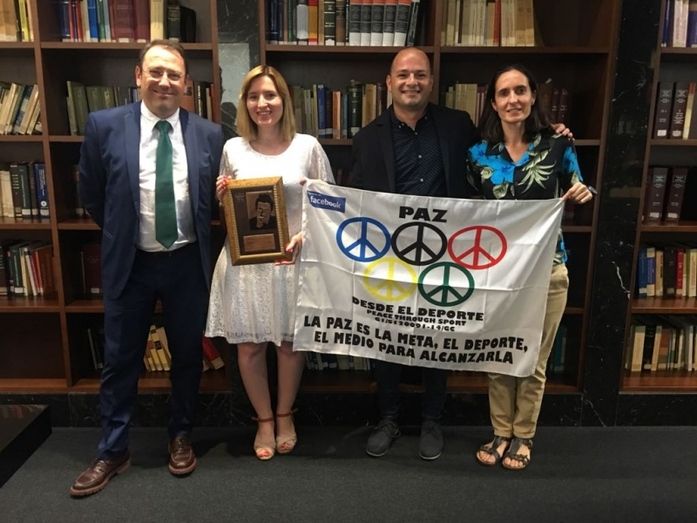 facebook
PAZ
DESDE EL DEPORTE
PEACE THROUGH SPORT
LA PAZ ES LA META, EL DEPORTE,
EL MEDIO PARA ALCANZARLA